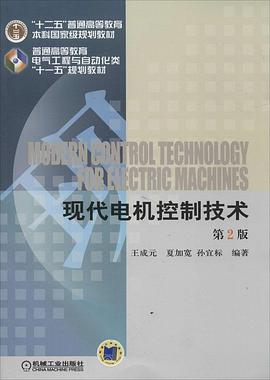 “十二五”普通高等教育
本科国家级规划教材
普通高等教育
电气工程与自动化类
“十一五”规划教材
MODERN CONTROL TECHNOLOGY
FOR ELECTRIC MACHINES
现代电机控制技术
第2版
王成元 夏加宽 孙宜标 编著
机械工业出版社
CHINA MACHINE PRESS